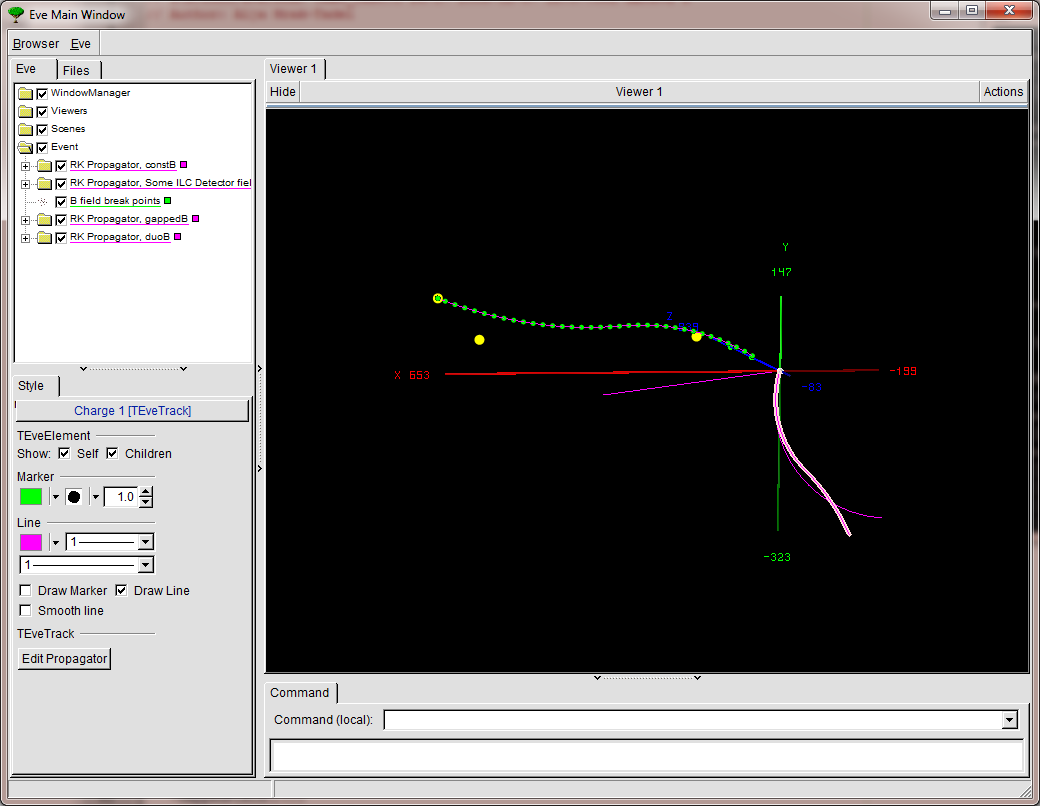 Eve Main Window
Browser Eve
Eve Files
WindowManager
Viewers
Scenes
Event
RK Propagator, constB
RK Propagator, Some ILC Detector fiel
B field break points
RK Propagator, gappedB
RK Propagator, duoB
Style
Charge 1 [TEveTrack]
TEveElement
Show: Self Children
Marker
1.0
Line
1
1
Draw Marker Draw Line
Smooth line
TEveTrack
Edit Propagator
Viewer 1
Hide Viewer 1 Actions
Y
147
Z
X 653
-199
-83
-323
Command
Command (local):